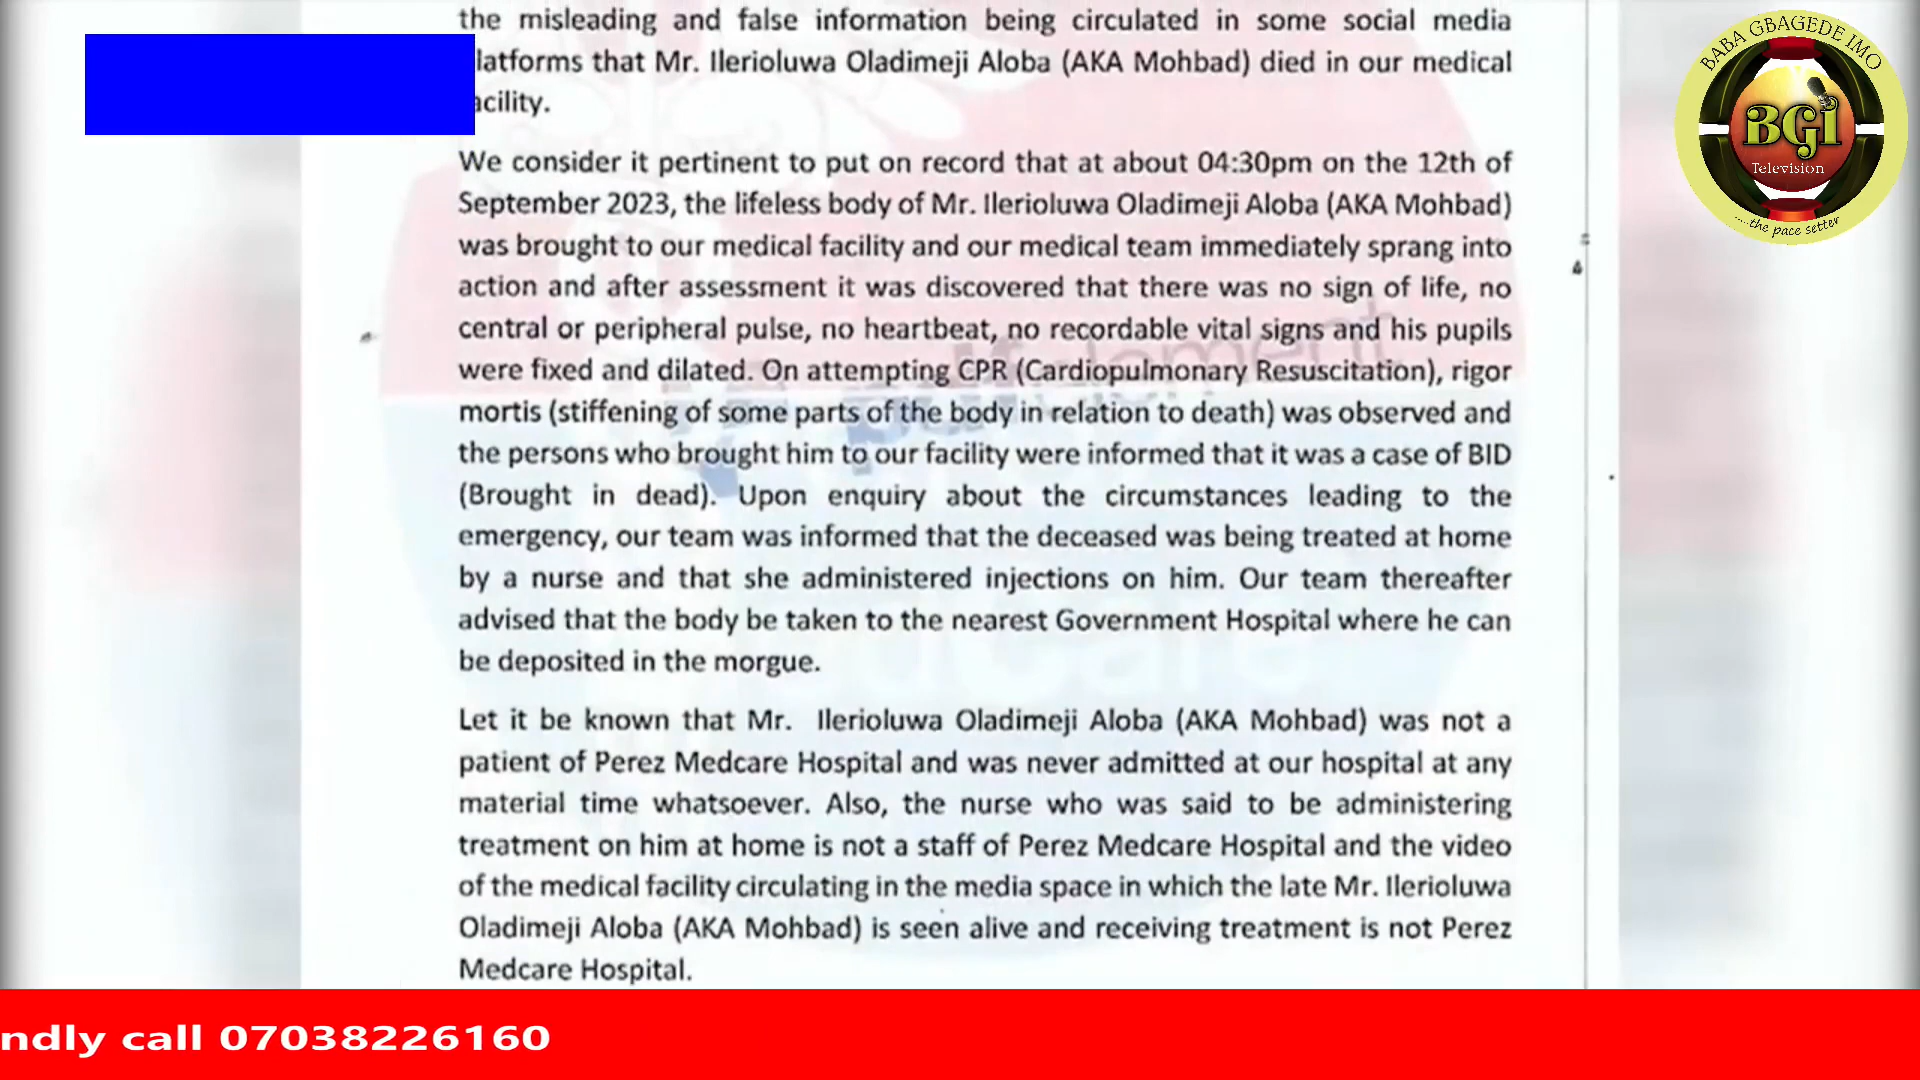 the misleading and false information being circulated in some social media
latforms that Mr. Ilerioluwa Oladimeji Aloba (AKA Mohbad) died in our medical
acility.
We consider it pertinent to put on record that at about 04:30pm on the 12th of
September 2023, the lifeless body of Mr. Ilerioluwa Oladimeji Aloba (AKA Mohbad)
was brought to our medical facility and our medical team immediately sprang into
action and after assessment it was discovered that there was no sign of life, no
central or peripheral pulse, no heartbeat, no recordable vital signs and his pupils
were fixed and dilated. On attempting CPR (Cardiopulmonary Resuscitation), rigor
mortis (stiffening of some parts of the body in relation to death) was observed and
the persons who brought him to our facility were informed that it was a case of BID
(Brought in dead). Upon enquiry about the circumstances leading to the
emergency, our team was informed that the deceased was being treated at home
by a nurse and that she administered injections on him. Our team thereafter
advised that the body be taken to the nearest Government Hospital where he can
be deposited in the morgue.
Let it be known that Mr. Ilerioluwa Oladimeji Aloba (AKA Mohbad) was not a
patient of Perez Medcare Hospital and was never admitted at our hospital at any
material time whatsoever. Also, the nurse who was said to be administering
treatment on him at home is not a staff of Perez Medcare Hospital and the video
of the medical facility circulating in the media space in which the late Mr. Ilerioluwa
Oladimeji Aloba (AKA Mohbad) is seen alive and receiving treatment is not Perez
Medcare Hospital.
BABA GBAGEDE IMO
BGI
Television
.....the pace setter
ndly call 07038226160